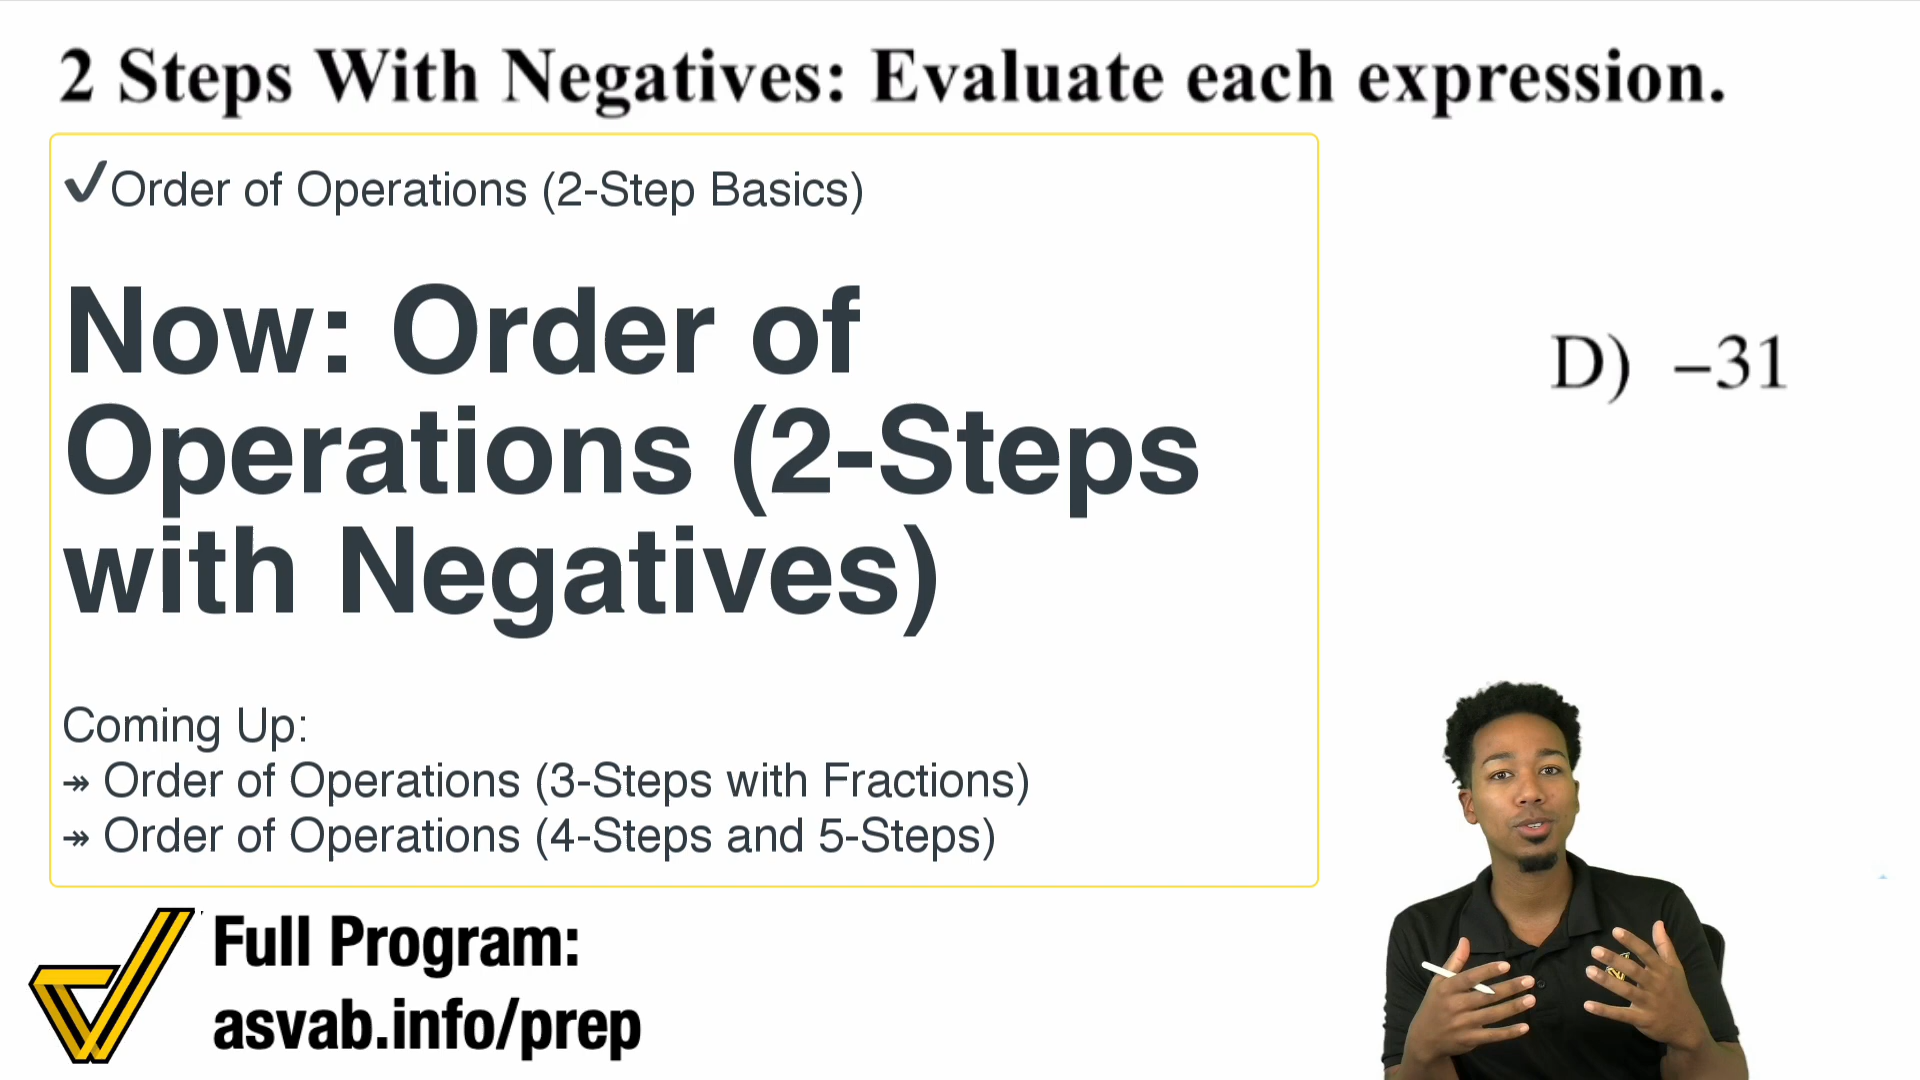 2 Steps With Negatives: Evaluate each expression.
✓Order of Operations (2-Step Basics)
Now: Order of
Operations (2-Steps
with Negatives)
D) −31
Coming Up:
↠ Order of Operations (3-Steps with Fractions)
↠ Order of Operations (4-Steps and 5-Steps)
Full Program:
asvab.info/prep